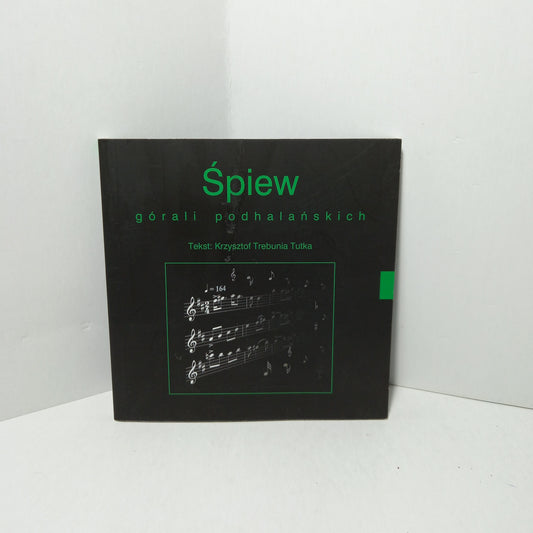 Śpiew
górali podhalańskich
Tekst: Krzysztof Trebunia Tutka
♩ = 164